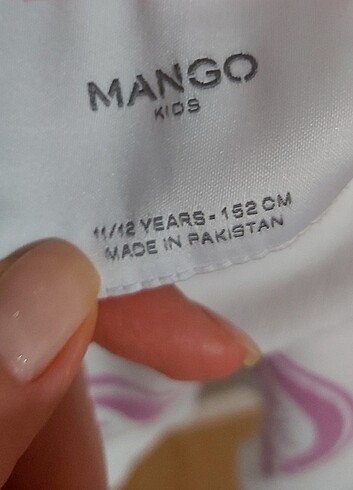 MANGO
KIDS
11/12 YEARS - 152 CM
MADE IN PAKISTAN